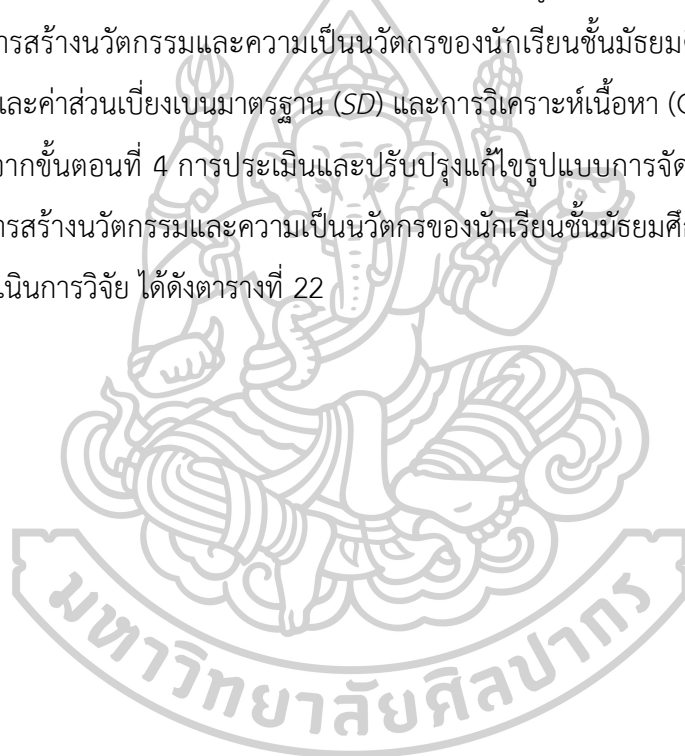 ารสร้างนวัตกรรมและความเป็นนวัตกรของนักเรียนชั้นมัธยมศึ
และค่าส่วนเบี่ยงเบนมาตรฐาน (SD) และการวิเคราะห์เนื้อหา (C
จากขั้นตอนที่ 4 การประเมินและปรับปรุงแก้ไขรูปแบบการจัด
ารสร้างนวัตกรรมและความเป็นนวัตกรของนักเรียนชั้นมัธยมศึก
เนินการวิจัย ได้ดังตารางที่ 22
มหาวิทยาลัยศิลปากร